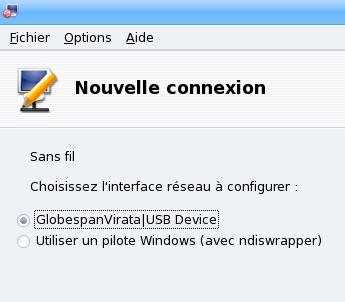 Fichier Options Aide
Nouvelle connexion
Sans fil
Choisissez l'interface réseau à configurer :
GlobespanVirata|USB Device
Utiliser un pilote Windows (avec ndiswrapper)